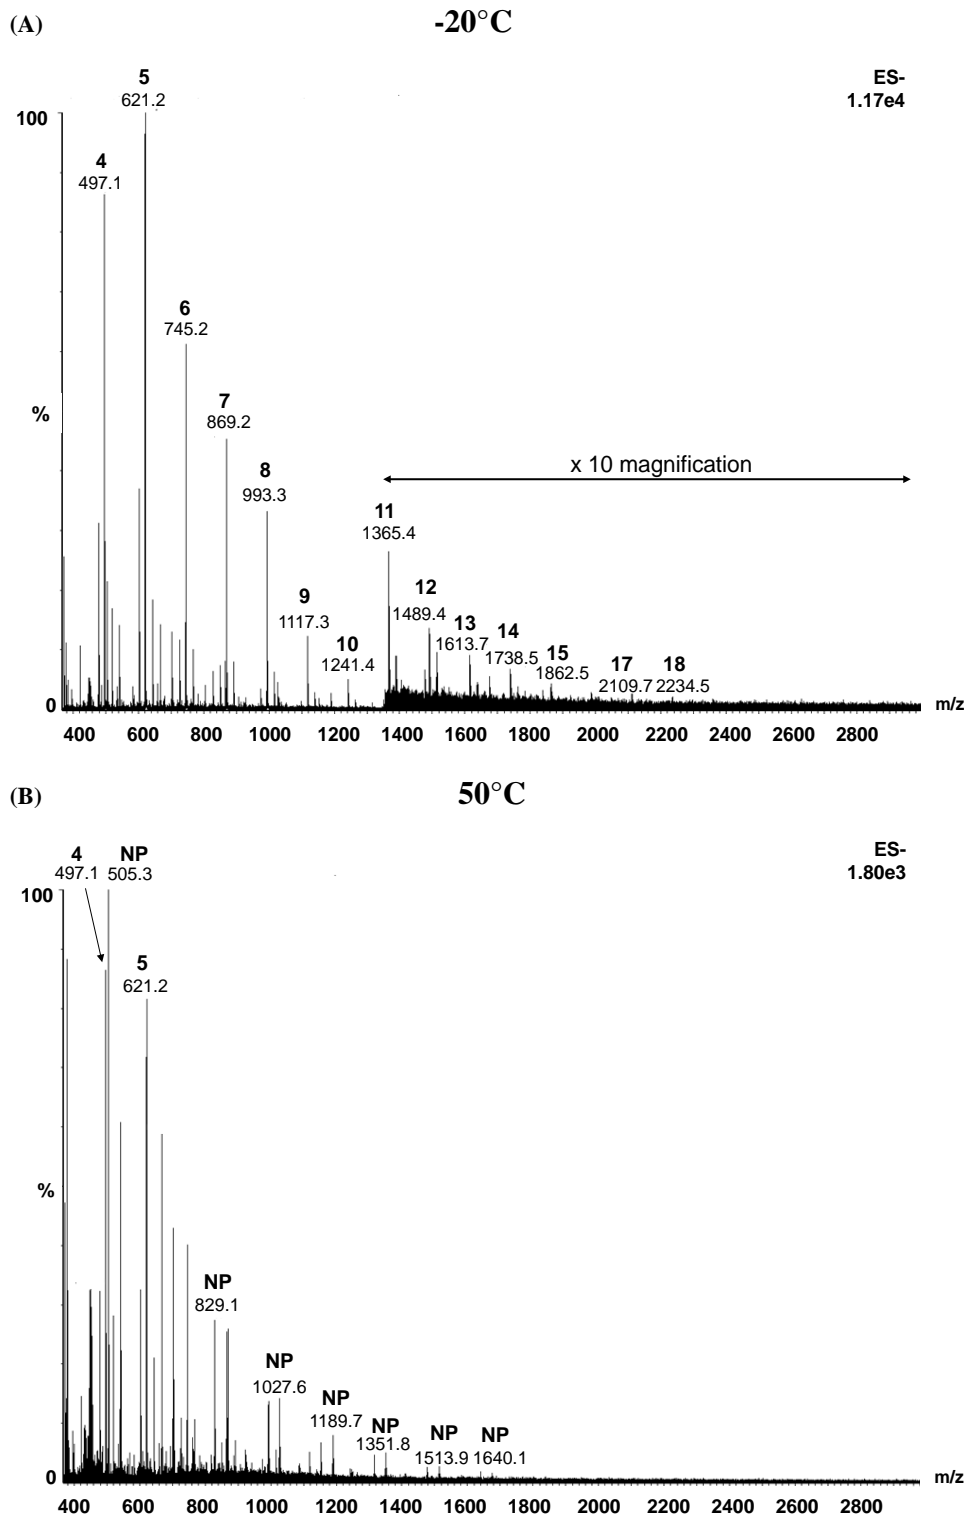 (A)
-20°C
ES-
1.17e4
5
621.2
100
4
497.1
6
745.2
7
869.2
%
8
993.3
x 10 magnification
11
1365.4
9
1117.3
12
1489.4
10
1241.4
13
1613.7
14
1738.5
15
1862.5
17
2109.7
18
2234.5
0
m/z
400 600 800 1000 1200 1400 1600 1800 2000 2200 2400 2600 2800
(B)
50°C
4 NP
497.1 505.3
ES-
1.80e3
100
5
621.2
%
NP
829.1
NP
1027.6
NP
1189.7
NP
1351.8
NP
1513.9
NP
1640.1
0
m/z
400 600 800 1000 1200 1400 1600 1800 2000 2200 2400 2600 2800